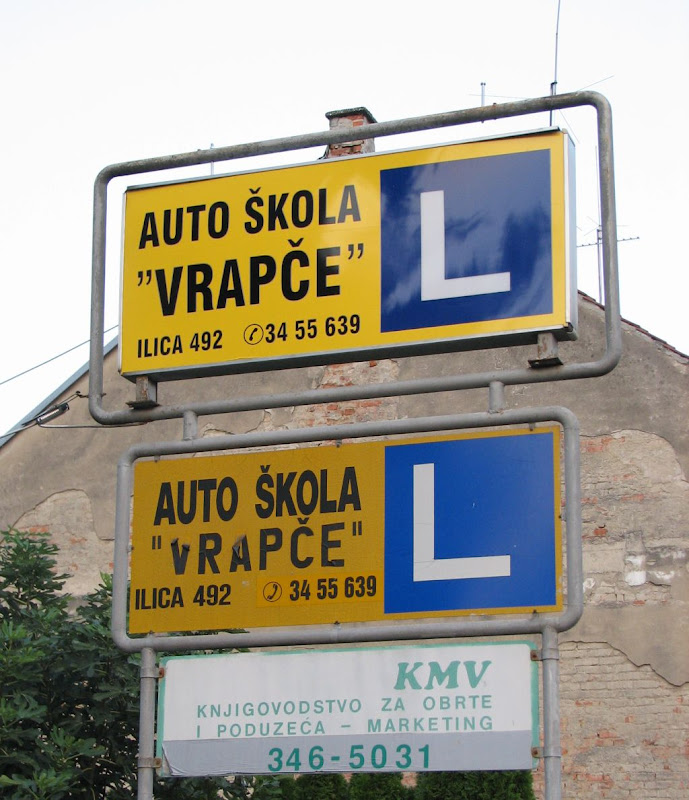 AUTO ŠKOLA
"VRAPČE"
ILICA 492 ✆ 34 55 639
L
AUTO ŠKOLA
"VRAPČE"
ILICA 492 ✆ 34 55 639
L
KMV
KNJIGOVODSTVO ZA OBRTE
I PODUZEĆA – MARKETING
346-5031